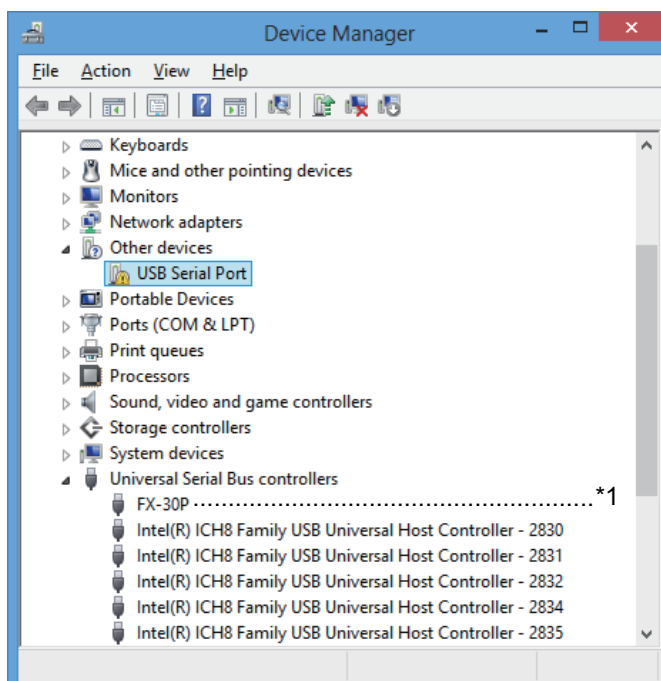 Device Manager
File Action View Help
Keyboards
Mice and other pointing devices
Monitors
Network adapters
Other devices
USB Serial Port
Portable Devices
Ports (COM & LPT)
Print queues
Processors
Sound, video and game controllers
Storage controllers
System devices
Universal Serial Bus controllers
FX-30P ........................................................ *1
Intel(R) ICH8 Family USB Universal Host Controller - 2830
Intel(R) ICH8 Family USB Universal Host Controller - 2831
Intel(R) ICH8 Family USB Universal Host Controller - 2832
Intel(R) ICH8 Family USB Universal Host Controller - 2834
Intel(R) ICH8 Family USB Universal Host Controller - 2835